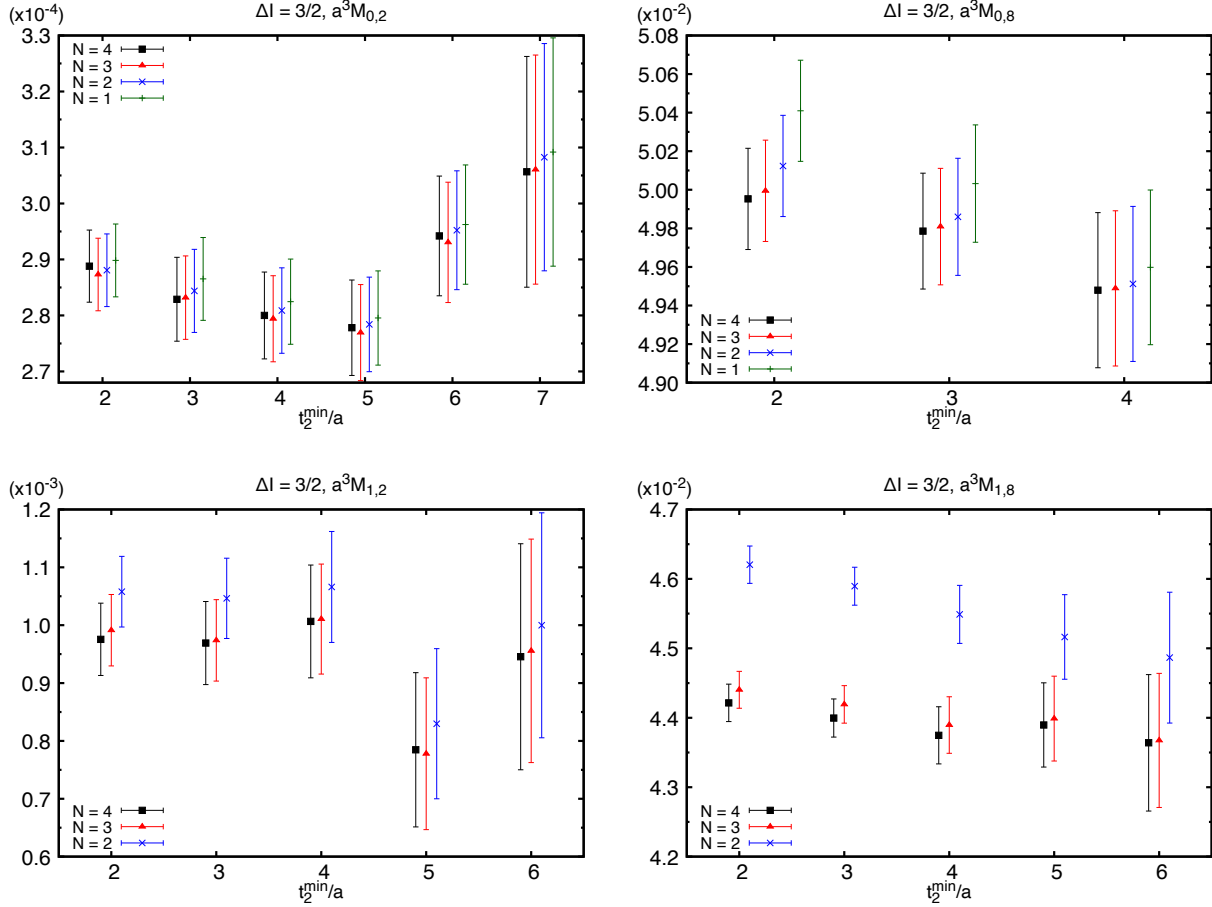 (x10⁻⁴)
ΔI = 3/2, a³M₀,₂
3.3
3.2
3.1
3.0
2.9
2.8
2.7
N = 4
N = 3
N = 2
N = 1
2 3 4 5 6 7
t₂ᵐⁱⁿ/a
(x10⁻²)
ΔI = 3/2, a³M₀,₈
5.08
5.06
5.04
5.02
5.00
4.98
4.96
4.94
4.92
4.90
N = 4
N = 3
N = 2
N = 1
2 3 4
t₂ᵐⁱⁿ/a
(x10⁻³)
ΔI = 3/2, a³M₁,₂
1.2
1.1
1.0
0.9
0.8
0.7
0.6
N = 4
N = 3
N = 2
2 3 4 5 6
t₂ᵐⁱⁿ/a
(x10⁻²)
ΔI = 3/2, a³M₁,₈
4.7
4.6
4.5
4.4
4.3
4.2
N = 4
N = 3
N = 2
2 3 4 5 6
t₂ᵐⁱⁿ/a